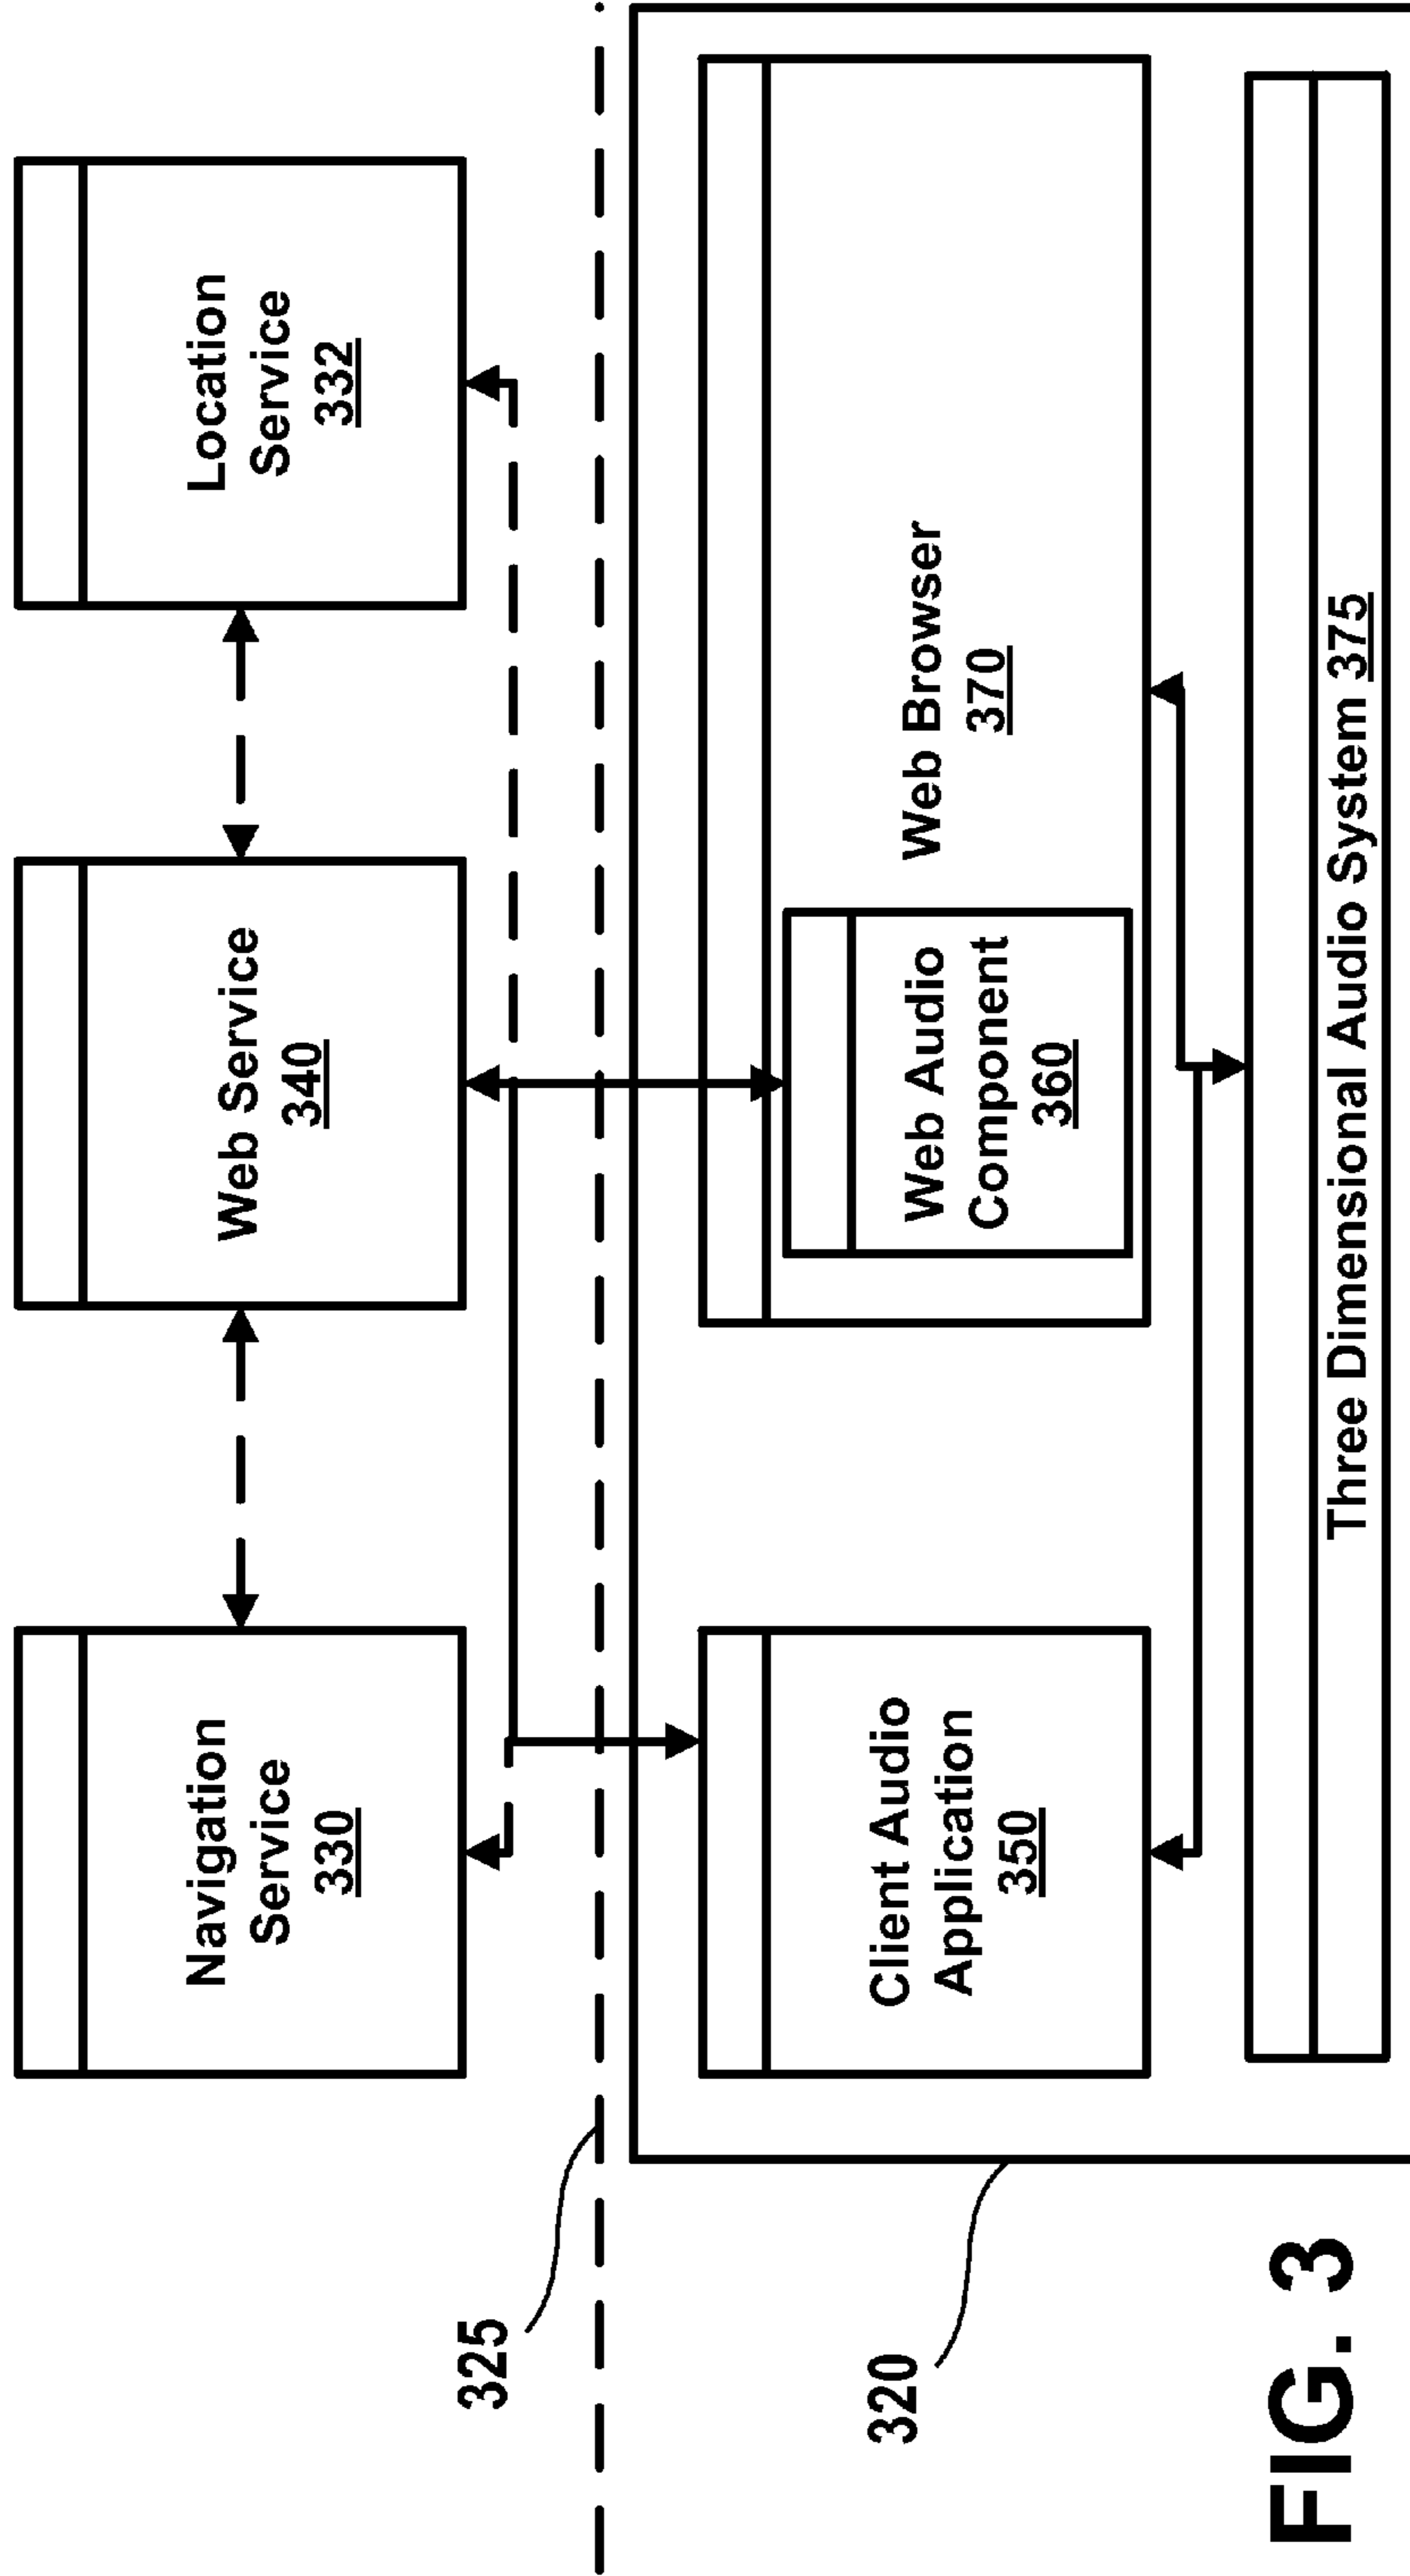 Navigation
Service
330
Web Service
340
Location
Service
332
325
320
Client Audio
Application
350
Web Audio
Component
360
Web Browser
370
Three Dimensional Audio System 375
FIG. 3